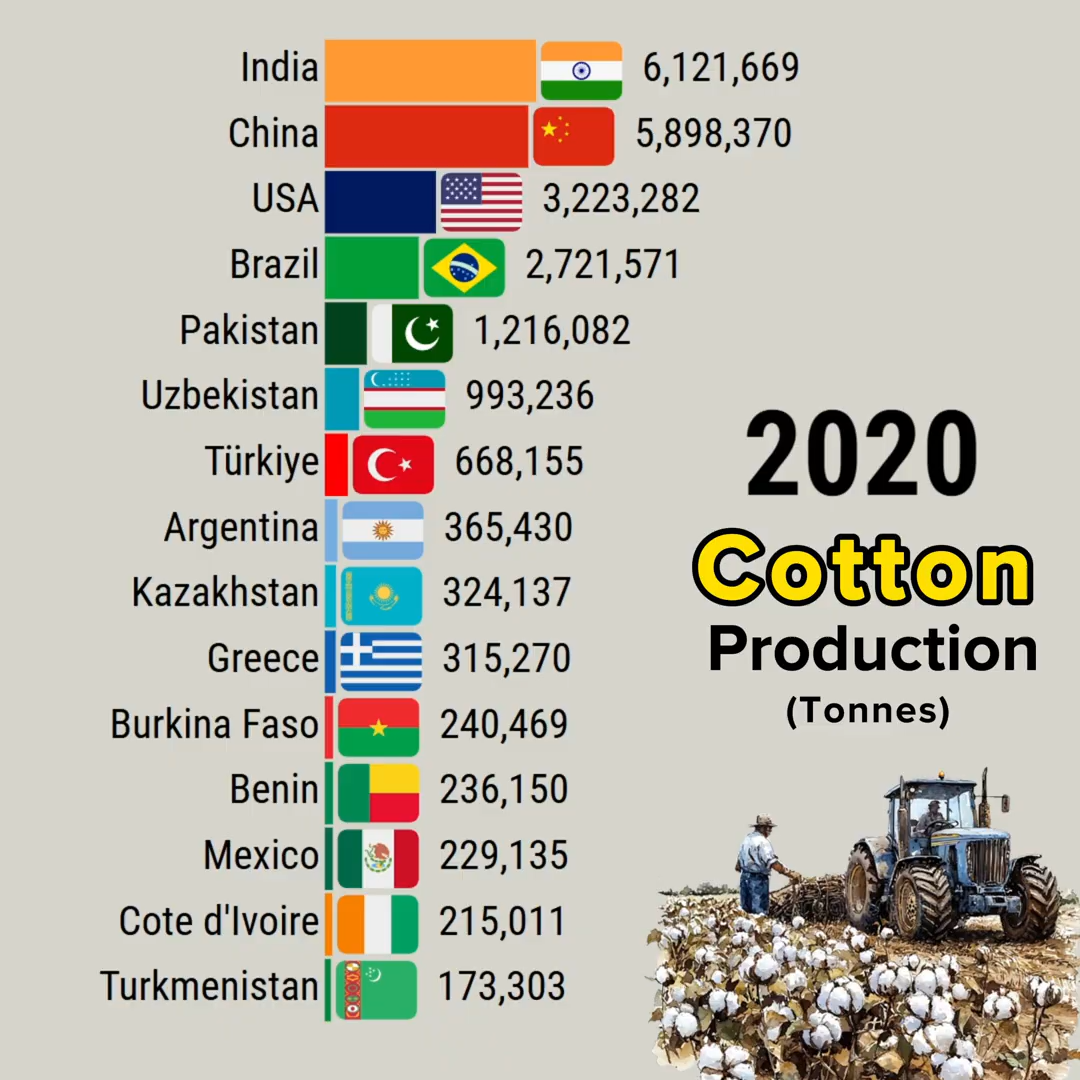 India 6,121,669
China 5,898,370
USA 3,223,282
Brazil 2,721,571
Pakistan 1,216,082
Uzbekistan 993,236
Türkiye 668,155
Argentina 365,430
Kazakhstan 324,137
Greece 315,270
Burkina Faso 240,469
Benin 236,150
Mexico 229,135
Cote d'Ivoire 215,011
Turkmenistan 173,303
2020
Cotton
Production
(Tonnes)